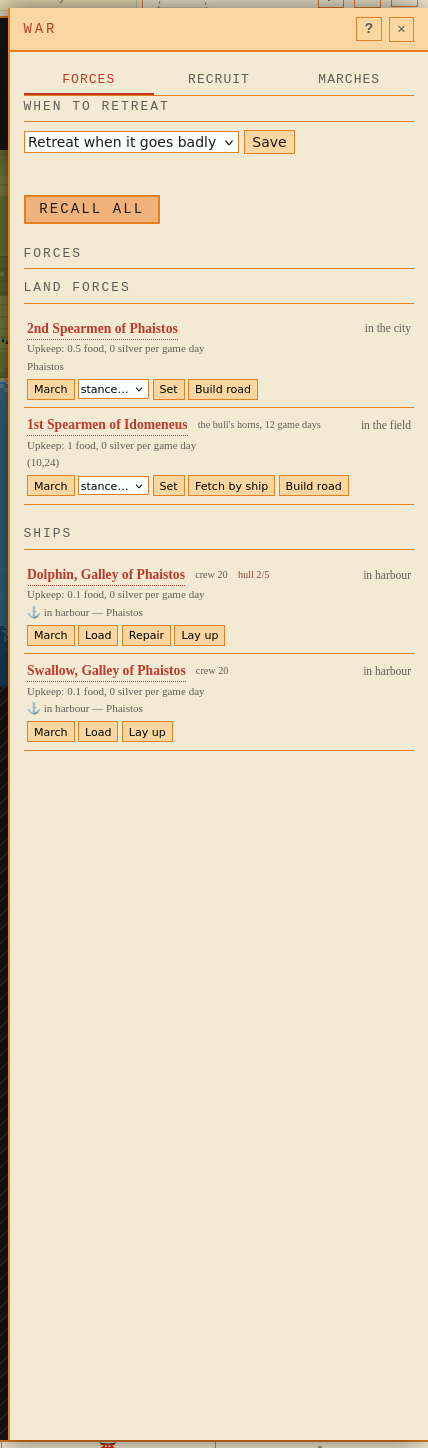 WAR
?
×
FORCES RECRUIT MARCHES
WHEN TO RETREAT
Retreat when it goes badly Save
RECALL ALL
FORCES
LAND FORCES
2nd Spearmen of Phaistos in the city
Upkeep: 0.5 food, 0 silver per game day
Phaistos
March stance... Set Build road
1st Spearmen of Idomeneus the bull's horns, 12 game days in the field
Upkeep: 1 food, 0 silver per game day
(10,24)
March stance... Set Fetch by ship Build road
SHIPS
Dolphin, Galley of Phaistos crew 20 hull 2/5 in harbour
Upkeep: 0.1 food, 0 silver per game day
⚓ in harbour — Phaistos
March Load Repair Lay up
Swallow, Galley of Phaistos crew 20 in harbour
Upkeep: 0.1 food, 0 silver per game day
⚓ in harbour — Phaistos
March Load Lay up